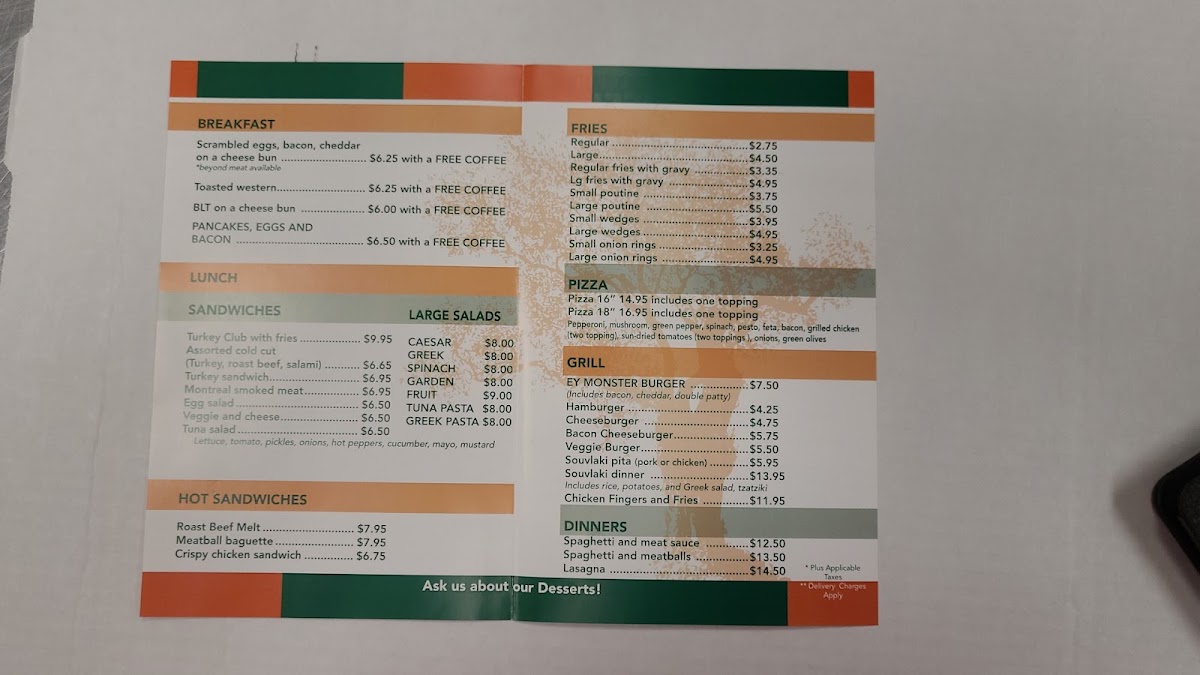 BREAKFAST
Scrambled eggs, bacon, cheddar
on a cheese bun ........................ $6.25 with a FREE COFFEE
*beyond meat available
Toasted western......................... $6.25 with a FREE COFFEE
BLT on a cheese bun .................. $6.00 with a FREE COFFEE
PANCAKES, EGGS AND
BACON .................................... $6.50 with a FREE COFFEE
LUNCH
SANDWICHES
Turkey Club with fries .................. $9.95
Assorted cold cut
(Turkey, roast beef, salami) .......... $6.65
Turkey sandwich.......................... $6.95
Montreal smoked meat................ $6.95
Egg salad ................................... $6.50
Veggie and cheese....................... $6.50
Tuna salad................................... $6.50
Lettuce, tomato, pickles, onions, hot peppers, cucumber, mayo, mustard
LARGE SALADS
CAESAR $8.00
GREEK $8.00
SPINACH $8.00
GARDEN $8.00
FRUIT $9.00
TUNA PASTA $8.00
GREEK PASTA $8.00
HOT SANDWICHES
Roast Beef Melt .......................... $7.95
Meatball baguette ....................... $7.95
Crispy chicken sandwich .............. $6.75
FRIES
Regular .......................................$2.75
Large...........................................$4.50
Regular fries with gravy ...............$3.35
Lg fries with gravy .......................$4.95
Small poutine ..............................$3.75
Large poutine ..............................$5.50
Small wedges ..............................$3.95
Large wedges ..............................$4.95
Small onion rings .........................$3.25
Large onion rings ........................$4.95
PIZZA
Pizza 16” 14.95 includes one topping
Pizza 18” 16.95 includes one topping
Pepperoni, mushroom, green pepper, spinach, pesto, feta, bacon, grilled chicken
(two topping), sun-dried tomatoes (two toppings ), onions, green olives
GRILL
EY MONSTER BURGER ................$7.50
(Includes bacon, cheddar, double patty)
Hamburger ..................................$4.25
Cheeseburger ..............................$4.75
Bacon Cheeseburger.....................$5.75
Veggie Burger..............................$5.50
Souvlaki pita (pork or chicken) ...........$5.95
Souvlaki dinner ...........................$13.95
Includes rice, potatoes, and Greek salad, tzatziki
Chicken Fingers and Fries ............$11.95
DINNERS
Spaghetti and meat sauce ............$12.50
Spaghetti and meatballs ..............$13.50
Lasagna ......................................$14.50
* Plus Applicable
Taxes
** Delivery Charges
Apply
Ask us about our Desserts!